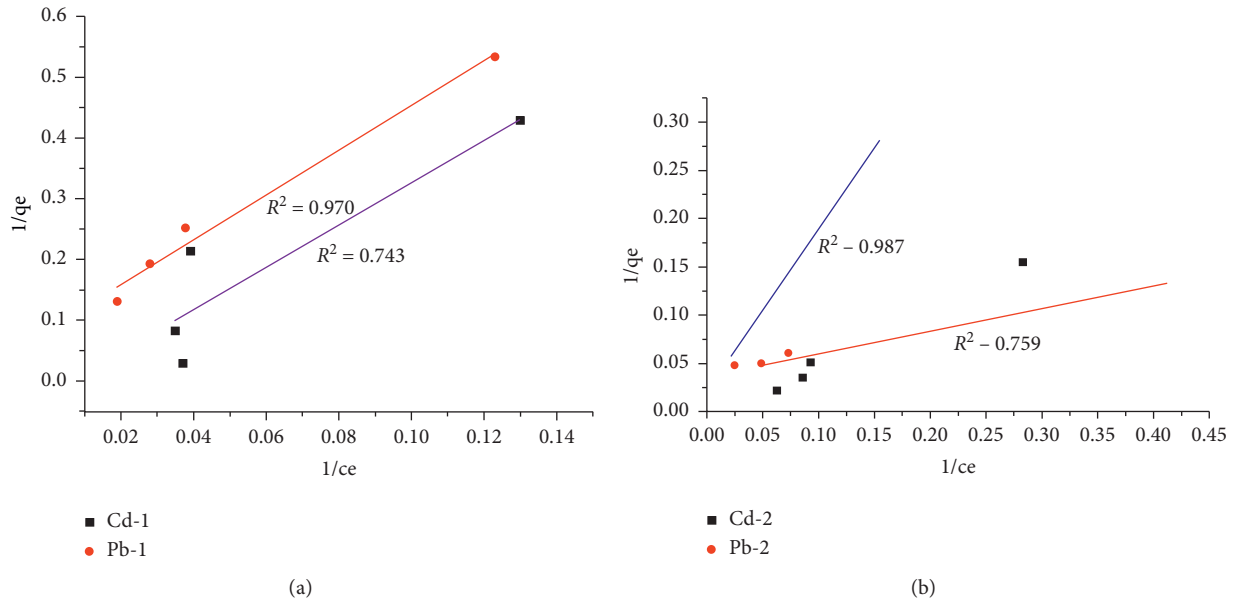 0.6
0.5
0.4
0.3
0.2
0.1
0.0
1/qe
R² = 0.970
R² = 0.743
0.02 0.04 0.06 0.08 0.10 0.12 0.14
1/ce
Cd-1
Pb-1
(a)
0.30
0.25
0.20
0.15
0.10
0.05
0.00
1/qe
R² – 0.987
R² – 0.759
0.00 0.05 0.10 0.15 0.20 0.25 0.30 0.35 0.40 0.45
1/ce
Cd-2
Pb-2
(b)